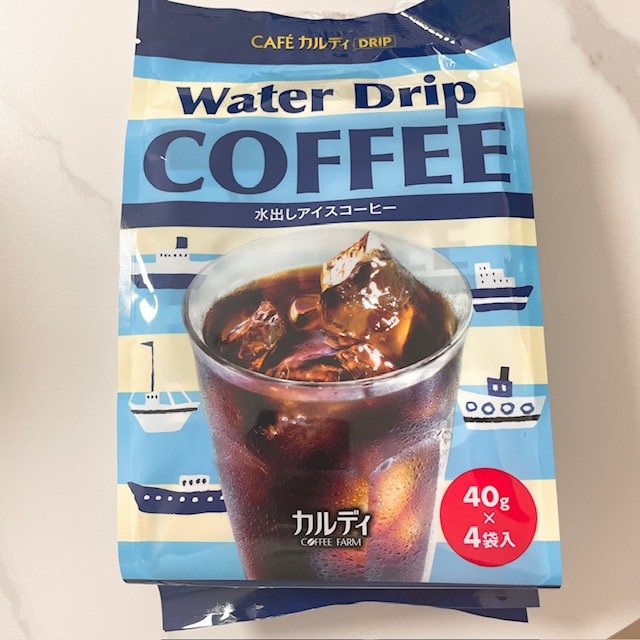 CAFÉ カルディ DRIP
Water Drip
COFFEE
水出しアイスコーヒー
カルディ
COFFEE FARM
40g
×
4袋入